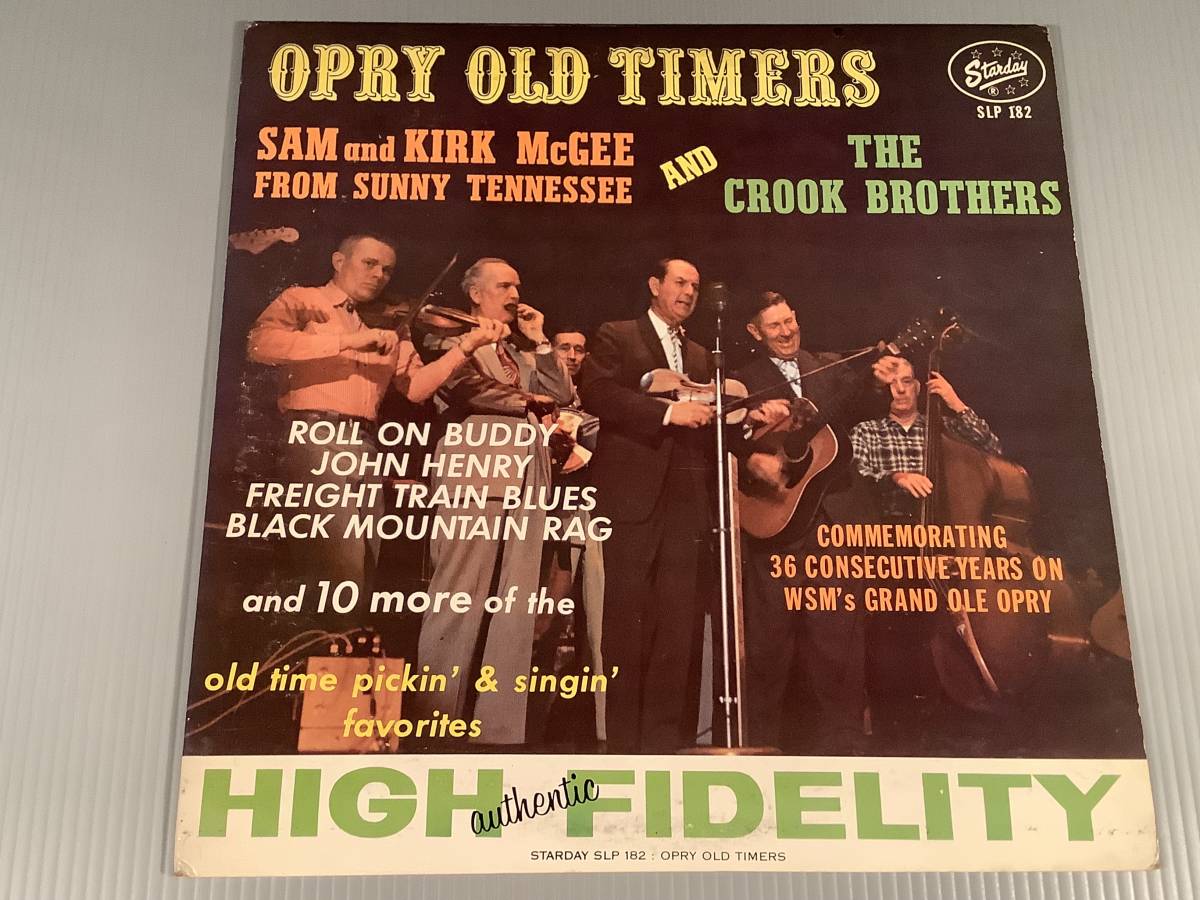 OPRY OLD TIMERS
Starday
®
SLP 182
SAM and KIRK McGEE
FROM SUNNY TENNESSEE
AND
THE
CROOK BROTHERS
ROLL ON BUDDY
JOHN HENRY
FREIGHT TRAIN BLUES
BLACK MOUNTAIN RAG
and 10 more of the
old time pickin' & singin'
favorites
COMMEMORATING
36 CONSECUTIVE YEARS ON
WSM's GRAND OLE OPRY
HIGH authentic FIDELITY
STARDAY SLP 182 : OPRY OLD TIMERS